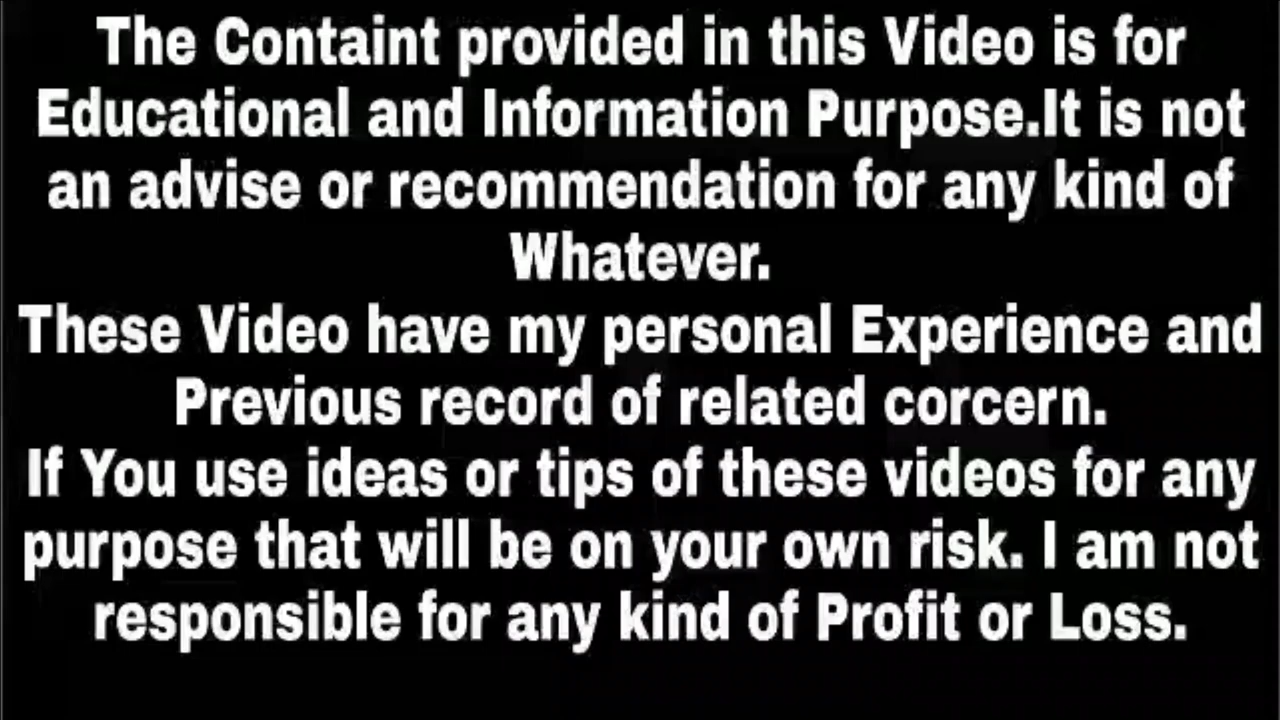 The Containt provided in this Video is for
Educational and Information Purpose.It is not
an advise or recommendation for any kind of
Whatever.
These Video have my personal Experience and
Previous record of related corcern.
If You use ideas or tips of these videos for any
purpose that will be on your own risk. I am not
responsible for any kind of Profit or Loss.